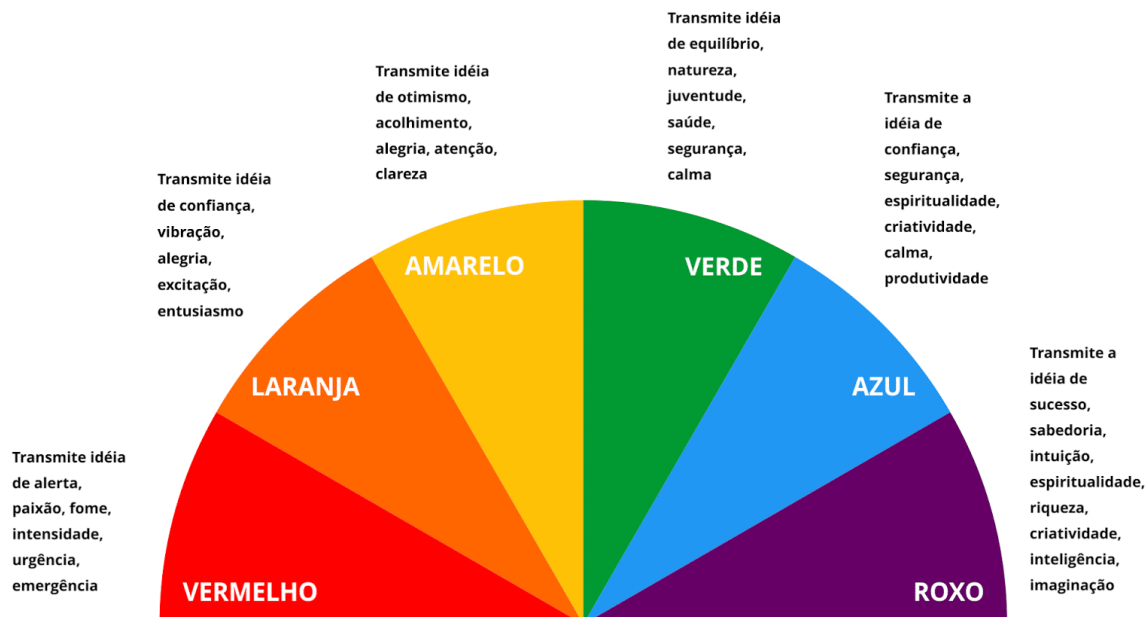 Transmite idéia
de alerta,
paixão, fome,
intensidade,
urgência,
emergência
VERMELHO
Transmite idéia
de confiança,
vibração,
alegria,
excitação,
entusiasmo
LARANJA
Transmite idéia
de otimismo,
acolhimento,
alegria, atenção,
clareza
AMARELO
Transmite idéia
de equilíbrio,
natureza,
juventude,
saúde,
segurança,
calma
VERDE
Transmite a
idéia de
confiança,
segurança,
espiritualidade,
criatividade,
calma,
produtividade
AZUL
Transmite a
idéia de
sucesso,
sabedoria,
intuição,
espiritualidade,
riqueza,
criatividade,
inteligência,
imaginação
ROXO